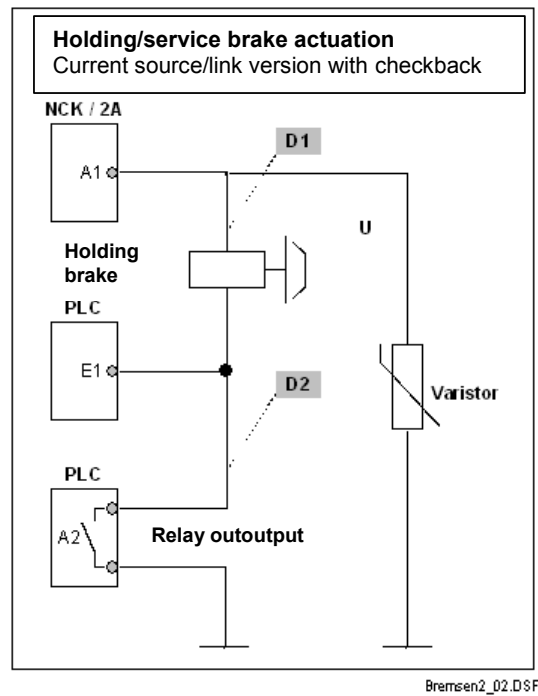 Holding/service brake actuation
Current source/link version with checkback
NCK / 2A
D1
A1
U
Holding
brake
PLC
E1
D2
Varistor
PLC
A2
Relay outoutput
Bremsen2_02.DSF